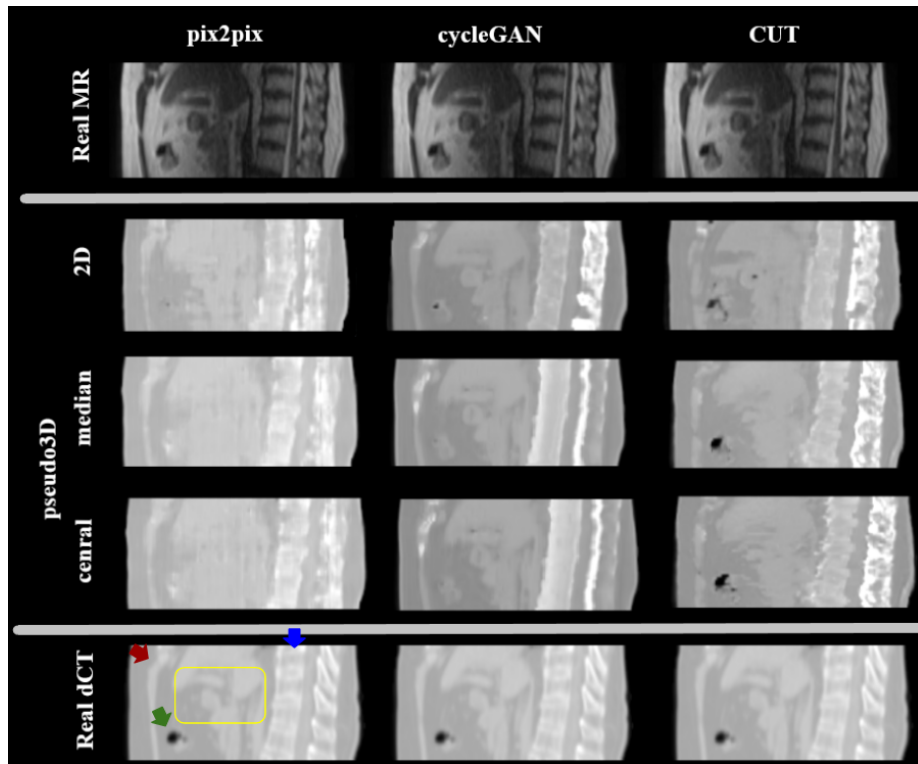 pix2pix cycleGAN CUT
Real MR
2D
pseudo3D
median
cenral
Real dCT